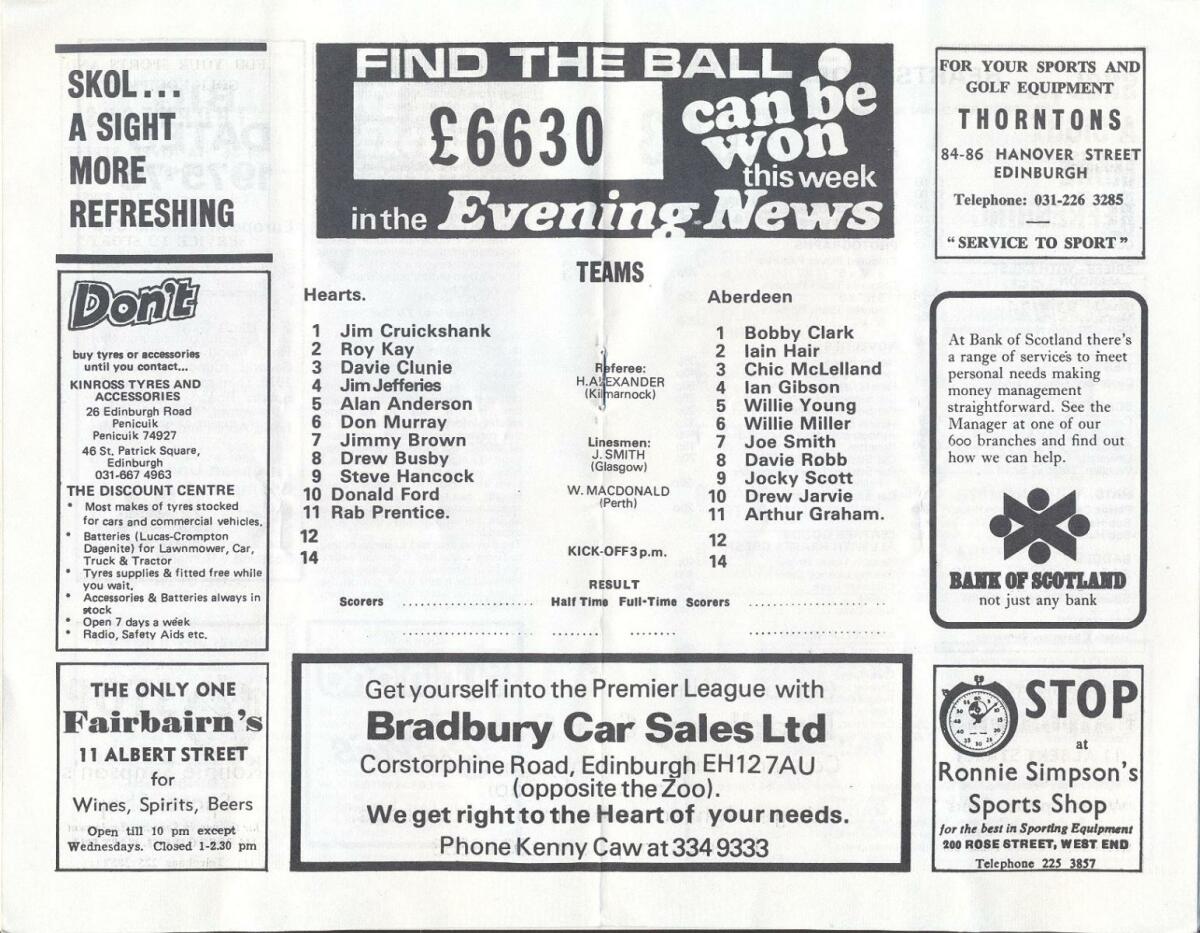 SKOL....
A SIGHT
MORE
REFRESHING
Don't
buy tyres or accessories
until you contact...
KINROSS TYRES AND
ACCESSORIES
26 Edinburgh Road
Penicuik
Penicuik 74927
46 St. Patrick Square,
Edinburgh
031-667 4963
THE DISCOUNT CENTRE
* Most makes of tyres stocked
for cars and commercial vehicles.
* Batteries (Lucas-Crompton
Dagenite) for Lawnmower, Car,
Truck & Tractor
* Tyres supplies & fitted free while
you wait.
* Accessories & Batteries always in
stock
* Open 7 days a week
* Radio, Safety Aids etc.
THE ONLY ONE
Fairbairn's
11 ALBERT STREET
for
Wines, Spirits, Beers
Open till 10 pm except
Wednesdays. Closed 1-2.30 pm
FIND THE BALL
£6630
can be
won
this week
in the Evening News
TEAMS
Hearts.
1 Jim Cruickshank
2 Roy Kay
3 Davie Clunie
4 Jim Jefferies
5 Alan Anderson
6 Don Murray
7 Jimmy Brown
8 Drew Busby
9 Steve Hancock
10 Donald Ford
11 Rab Prentice.
12
14
Referee:
H. ALEXANDER
(Kilmarnock)
Linesmen:
J. SMITH
(Glasgow)
W. MACDONALD
(Perth)
KICK-OFF 3 p.m.
Aberdeen
1 Bobby Clark
2 Iain Hair
3 Chic McLelland
4 Ian Gibson
5 Willie Young
6 Willie Miller
7 Joe Smith
8 Davie Robb
9 Jocky Scott
10 Drew Jarvie
11 Arthur Graham.
12
14
RESULT
Scorers .......................... Half Time Full-Time Scorers ..........................
.......................... .......... .......... ..........................
Get yourself into the Premier League with
Bradbury Car Sales Ltd
Corstorphine Road, Edinburgh EH12 7AU
(opposite the Zoo).
We get right to the Heart of your needs.
Phone Kenny Caw at 334 9333
FOR YOUR SPORTS AND
GOLF EQUIPMENT
THORNTONS
84-86 HANOVER STREET
EDINBURGH
Telephone: 031-226 3285
"SERVICE TO SPORT"
At Bank of Scotland there's
a range of services to meet
personal needs making
money management
straightforward. See the
Manager at one of our
600 branches and find out
how we can help.
BANK OF SCOTLAND
not just any bank
STOP
at
Ronnie Simpson's
Sports Shop
for the best in Sporting Equipment
200 ROSE STREET, WEST END
Telephone 225 3857